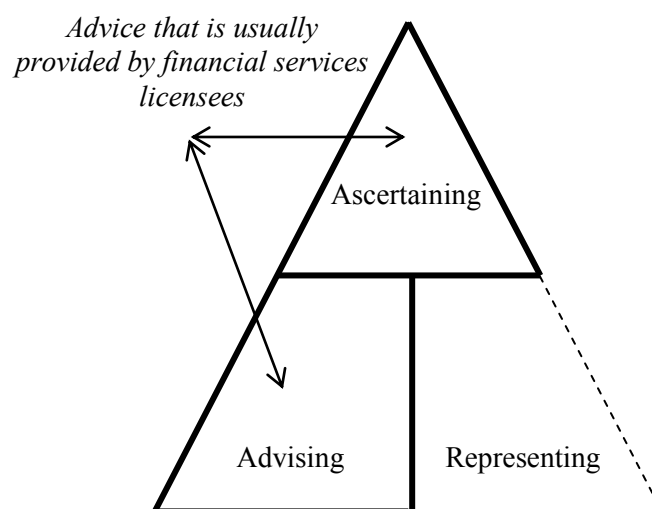 Advice that is usually
provided by financial services
licensees
Ascertaining
Advising
Representing